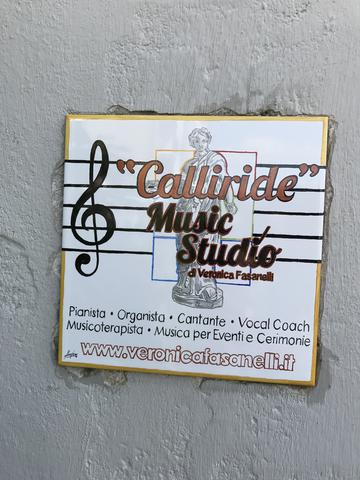 "Calliride"
Music
Studio
di Veronica Fasanelli
Pianista • Organista • Cantante • Vocal Coach
Musicoterapista • Musica per Eventi e Cerimonie
www.veronicafasanelli.it